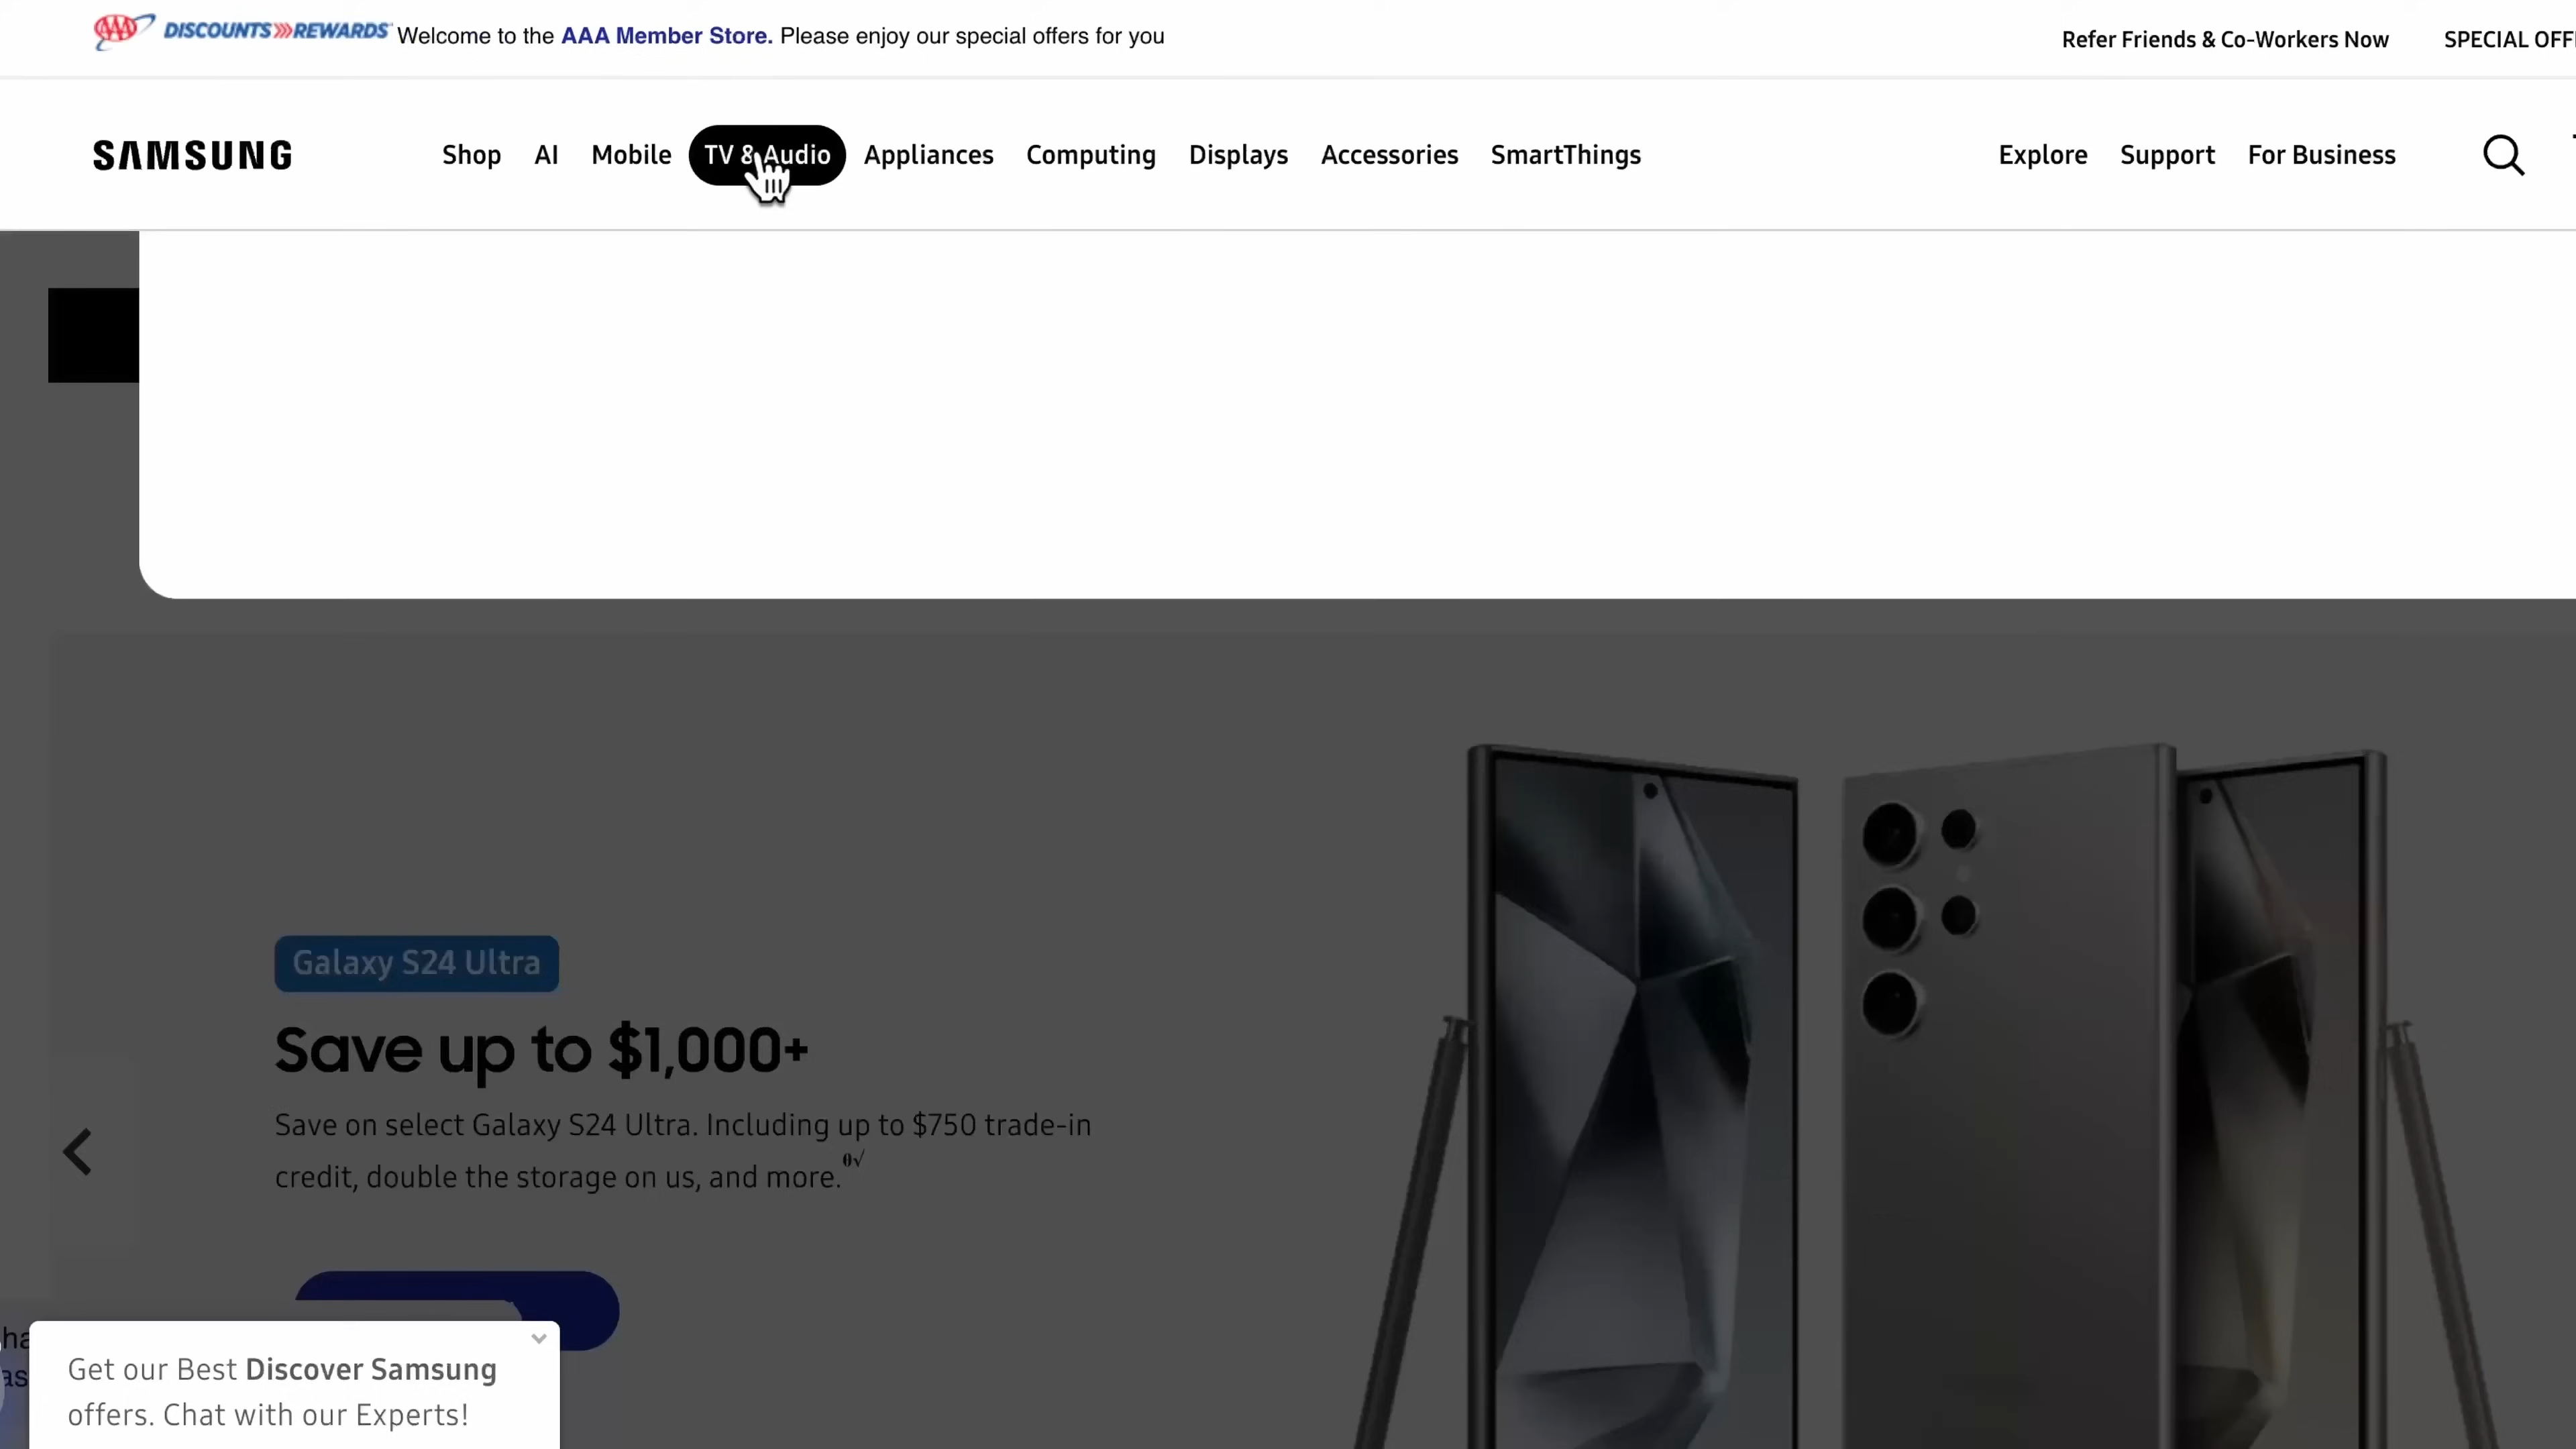 AAA DISCOUNTS REWARDS Welcome to the AAA Member Store. Please enjoy our special offers for you
Refer Friends & Co-Workers Now
SPECIAL OFF
SAMSUNG
Shop AI Mobile TV & Audio Appliances Computing Displays Accessories SmartThings
Explore Support For Business
Galaxy S24 Ultra
Save up to $1,000+
Save on select Galaxy S24 Ultra. Including up to $750 trade-in
credit, double the storage on us, and more.
Get our Best Discover Samsung
offers. Chat with our Experts!